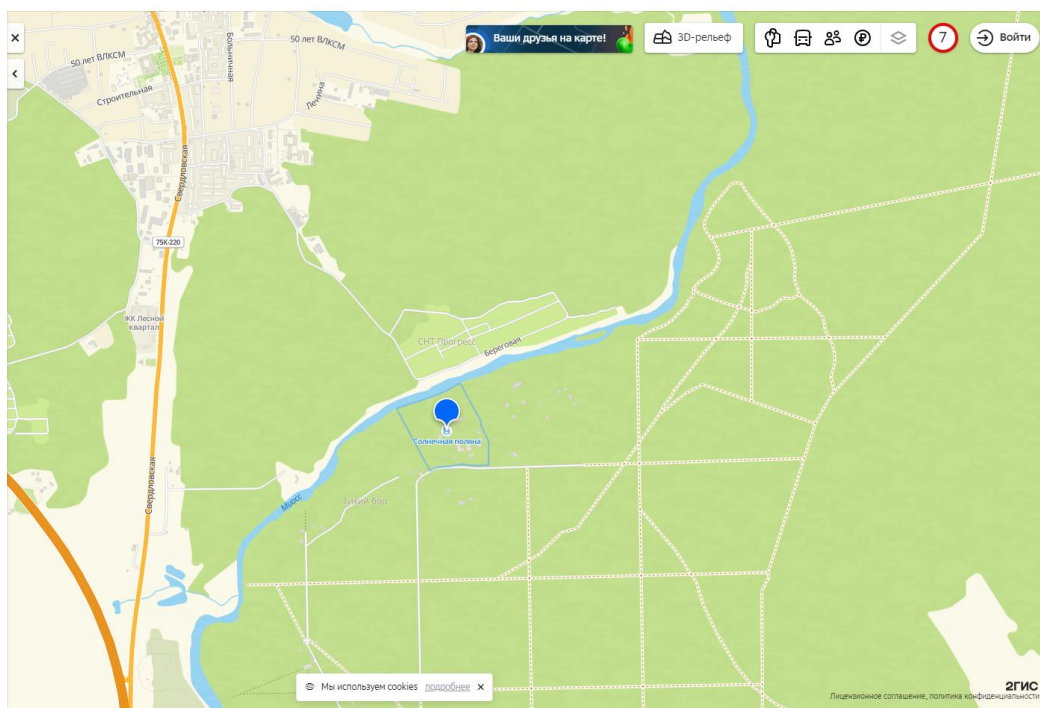 50 лет ВЛКСМ
Больничная
50 лет ВЛКСМ
Ваши друзья на карте!
3D-рельеф
7
Войти
Строительная
Ленина
Свердловская
75К-220
ЖК Лесной
квартал
СНТ Прогресс
Береговая
Солнечная поляна
Свердловская
Миасс
Тихий бор
Мы используем cookies подробнее
2ГИС
Лицензионное соглашение, политика конфиденциальности